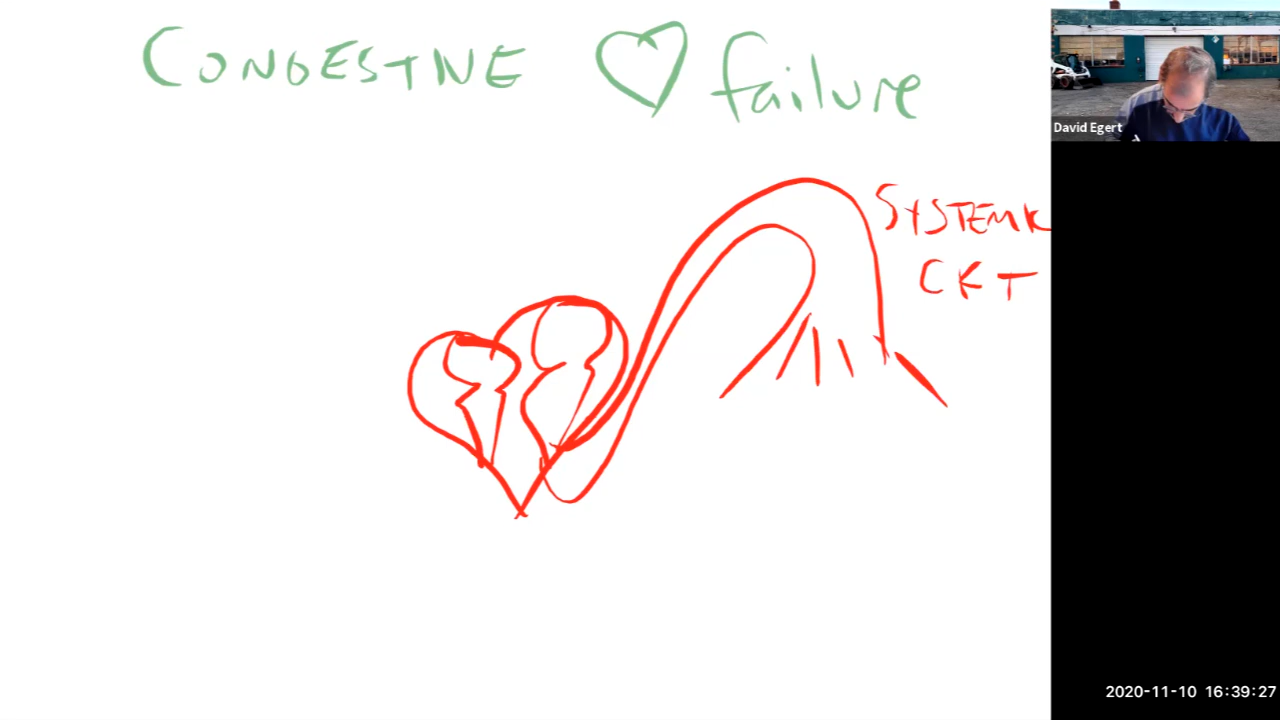 CONGESTIVE ♡ failure
David Egert
SYSTEMIC
CKT
2020-11-10 16:39:27